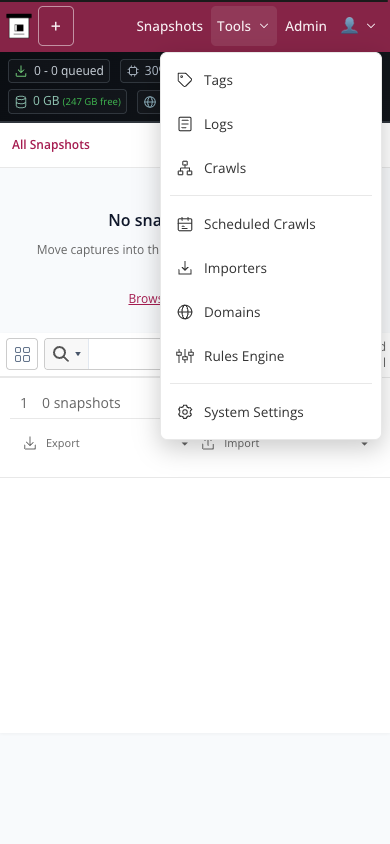 + Snapshots Tools Admin
0 - 0 queued 30%
0 GB (247 GB free)
All Snapshots
Tags
Logs
Crawls
Scheduled Crawls
Importers
Domains
Rules Engine
System Settings
No sna
Move captures into th
Brows
1 0 snapshots
Export Import